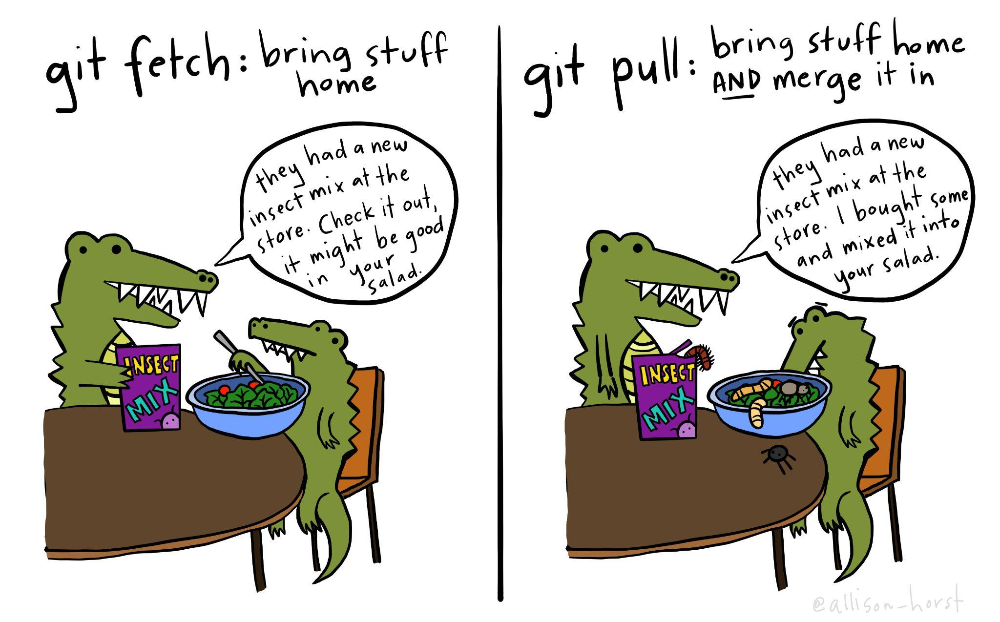 git fetch: bring stuff
home
they had a new
insect mix at the
store. Check it out,
it might be good
in your
salad.
INSECT
MIX
git pull: bring stuff home
AND merge it in
they had a new
insect mix at the
store. I bought some
and mixed it into
your salad.
INSECT
MIX
@allison_horst